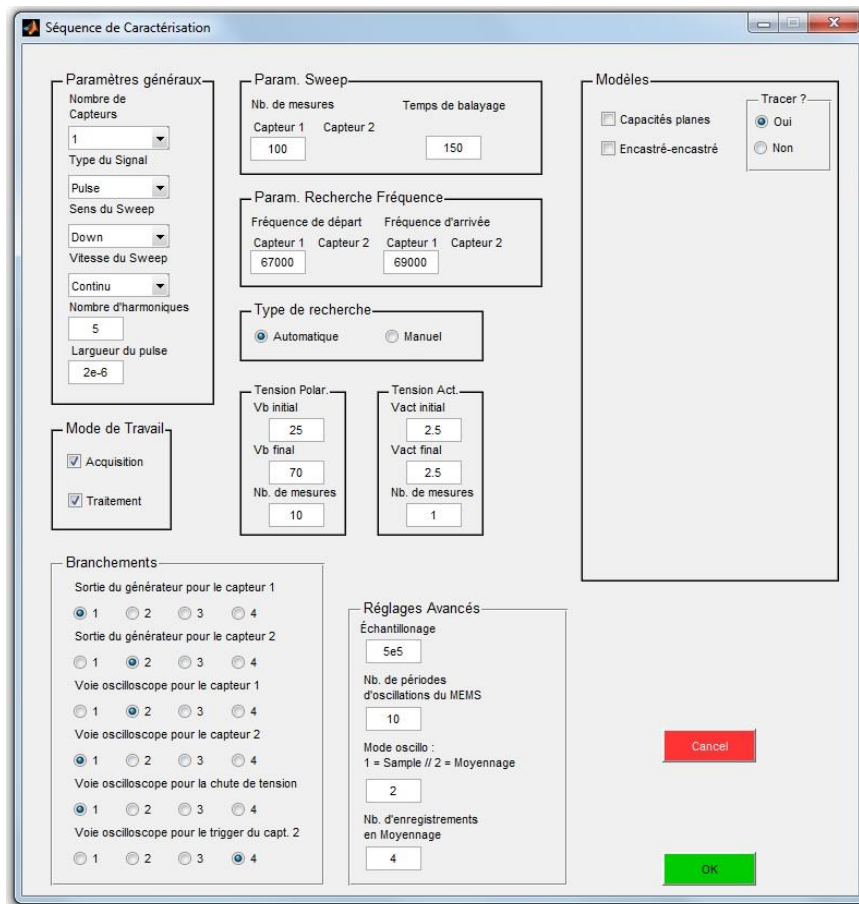 Séquence de Caractérisation
Paramètres généraux
Nombre de
Capteurs
1
Type du Signal
Pulse
Sens du Sweep
Down
Vitesse du Sweep
Continu
Nombre d'harmoniques
5
Largueur du pulse
2e-6
Mode de Travail
Acquisition
Traitement
Param. Sweep
Nb. de mesures
Temps de balayage
Capteur 1 Capteur 2
100
150
Param. Recherche Fréquence
Fréquence de départ Fréquence d'arrivée
Capteur 1 Capteur 2 Capteur 1 Capteur 2
67000 69000
Type de recherche
Automatique Manuel
Tension Polar.
Vb initial
25
Vb final
70
Nb. de mesures
10
Tension Act.
Vact initial
2.5
Vact final
2.5
Nb. de mesures
1
Modèles
Capacités planes
Encastré-encastré
Tracer ?
Oui
Non
Branchements
Sortie du générateur pour le capteur 1
1 2 3 4
Sortie du générateur pour le capteur 2
1 2 3 4
Voie oscilloscope pour le capteur 1
1 2 3 4
Voie oscilloscope pour le capteur 2
1 2 3 4
Voie oscilloscope pour la chute de tension
1 2 3 4
Voie oscilloscope pour le trigger du capt. 2
1 2 3 4
Réglages Avancés
Échantillonage
5e5
Nb. de périodes
d'oscillations du MEMS
10
Mode oscillo :
1 = Sample // 2 = Moyennage
2
Nb. d'enregistrements
en Moyennage
4
Cancel
OK